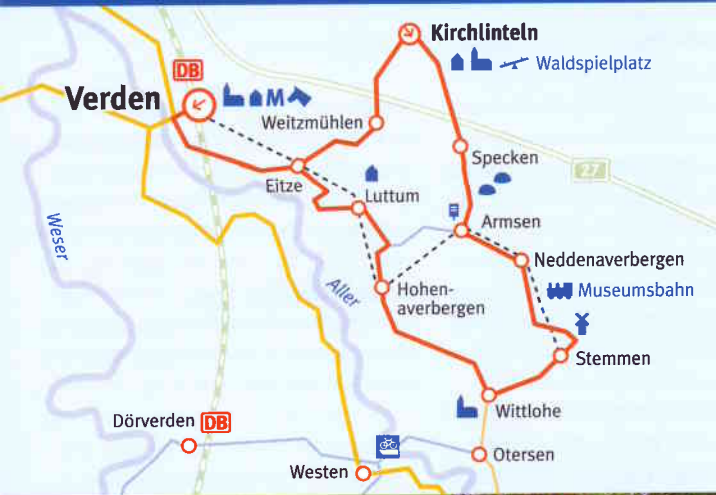 Kirchlinteln
Waldspielplatz
DB
Verden
M
Weitzmühlen
Specken
27
Eitze
Luttum
Armsen
Weser
Neddenaverbergen
Aller
Hohen-
averbergen
Museumsbahn
Stemmen
Wittlohe
Dörverden DB
Otersen
Westen